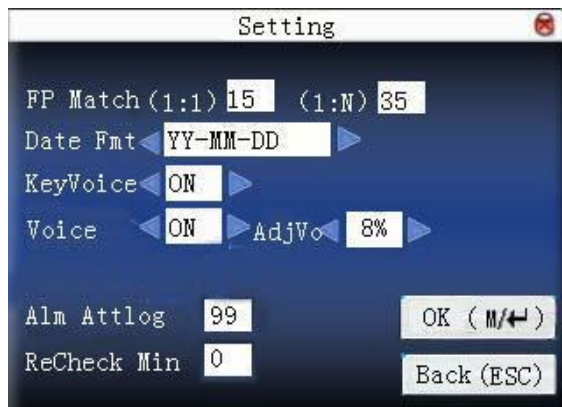 Setting
FP Match(1:1) 15 (1:N) 35
Date Fmt YY-MM-DD
KeyVoice ON
Voice ON AdjVo 8%
Alm Attlog 99
OK (M/↵)
ReCheck Min 0
Back(ESC)